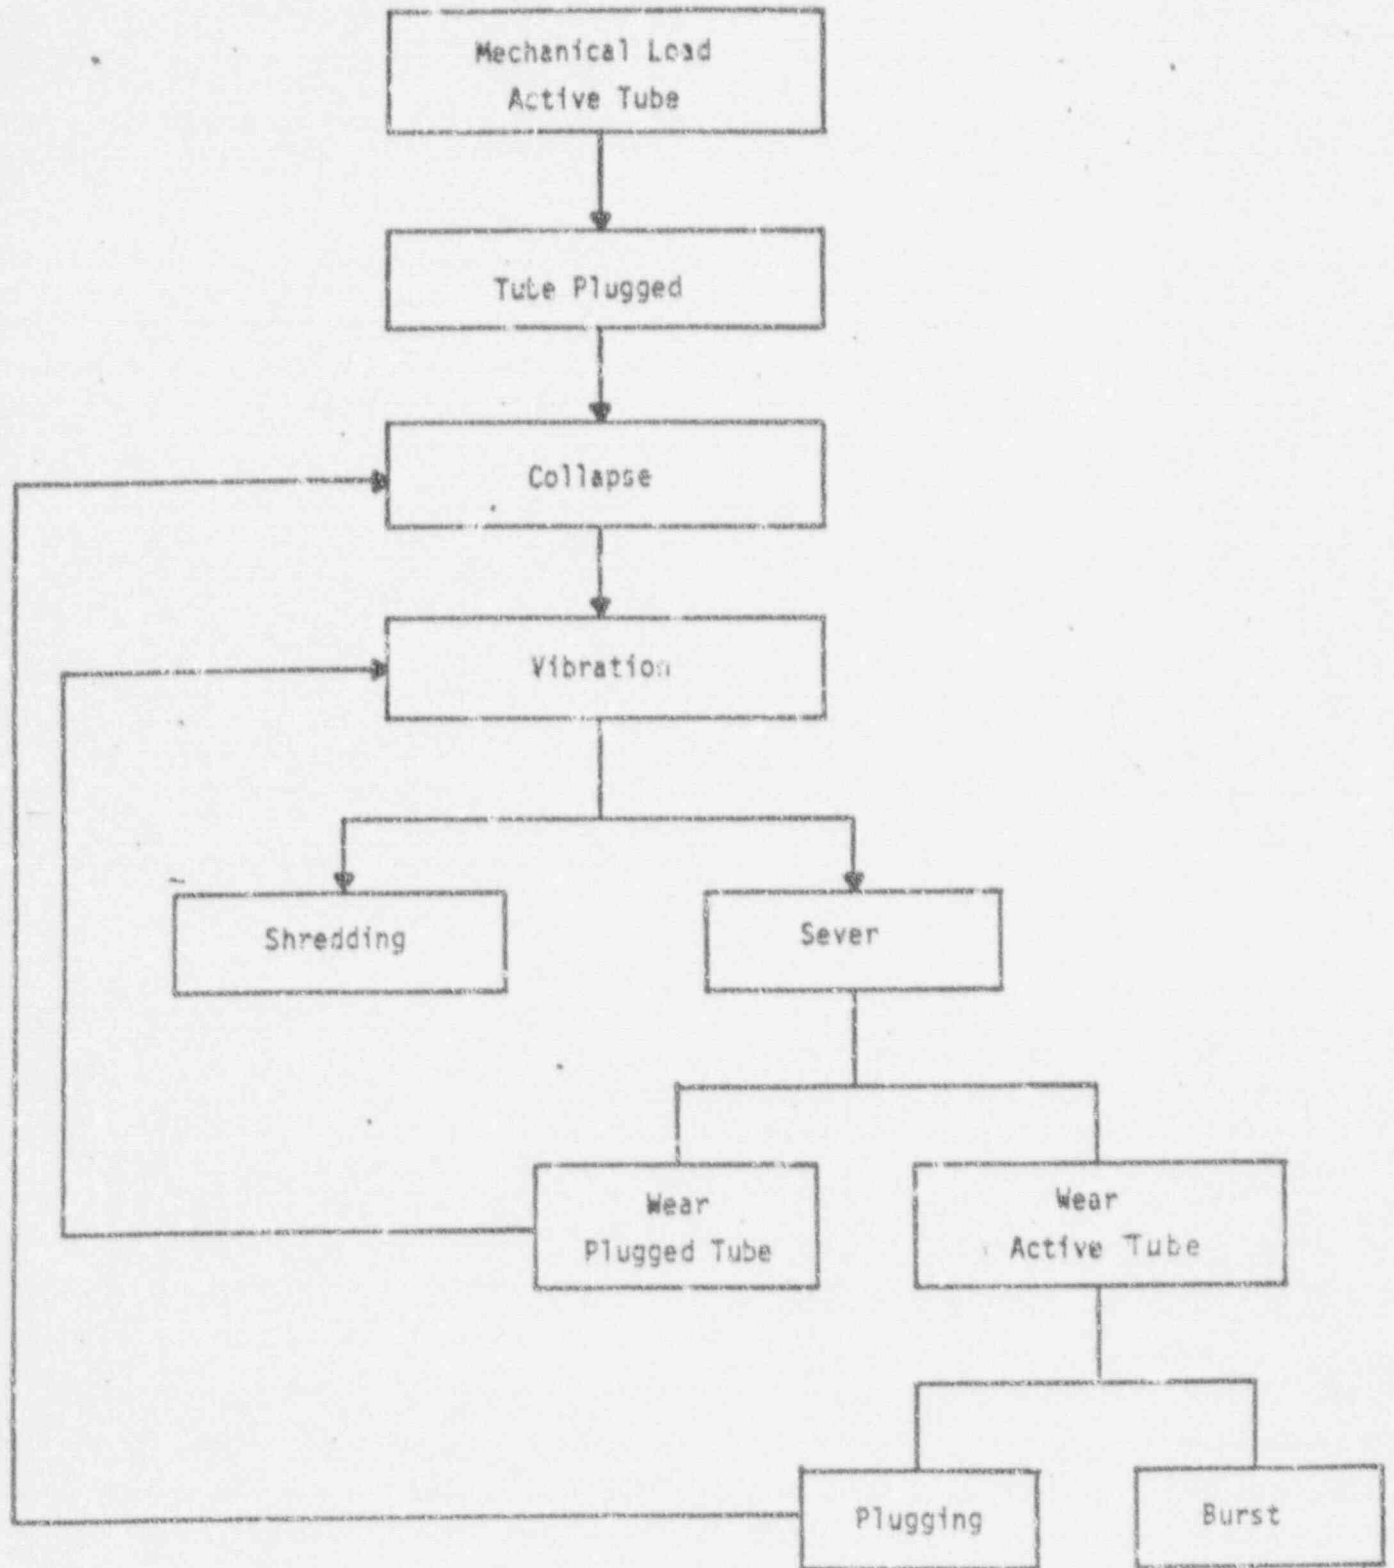 Mechanical Load
Active Tube
Tube Plugged
Collapse
Vibration
Shredding
Sever
Wear
Plugged Tube
Wear
Active Tube
Plugging
Burst